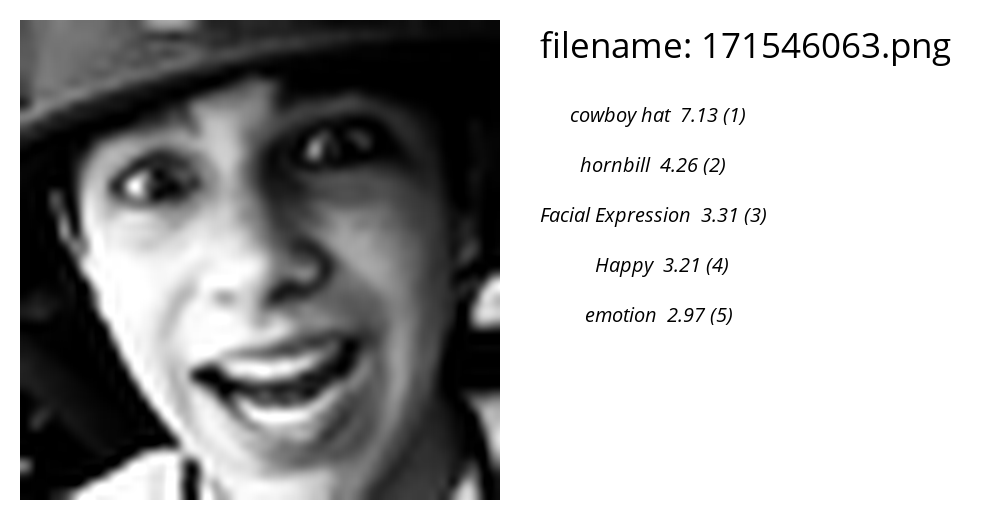 filename: 171546063.png
cowboy hat 7.13 (1)
hornbill 4.26 (2)
Facial Expression 3.31 (3)
Happy 3.21 (4)
emotion 2.97 (5)